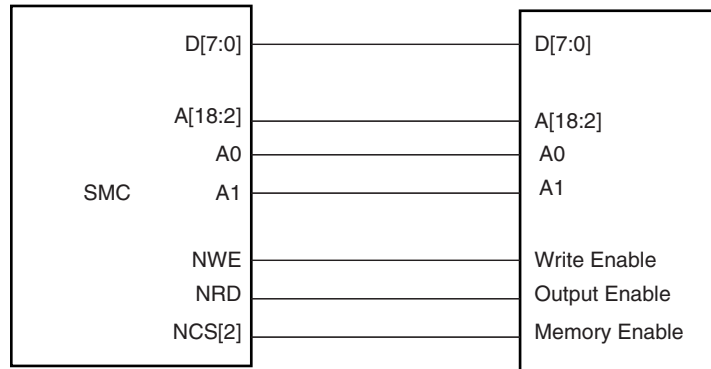 D[7:0] D[7:0]
A[18:2] A[18:2]
A0 A0
SMC A1 A1
NWE Write Enable
NRD Output Enable
NCS[2] Memory Enable